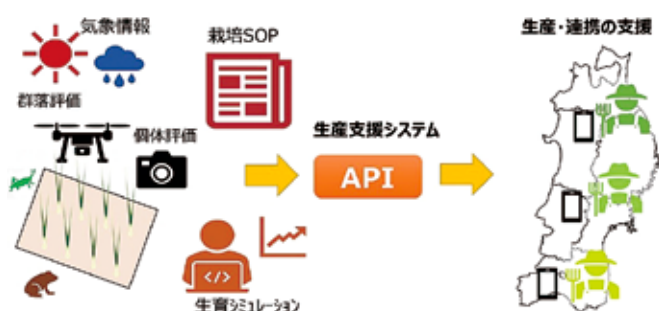 気象情報
栽培SOP
生産・連携の支援
群落評価
個体評価
生産支援システム
API
</>
生育シミュレーション